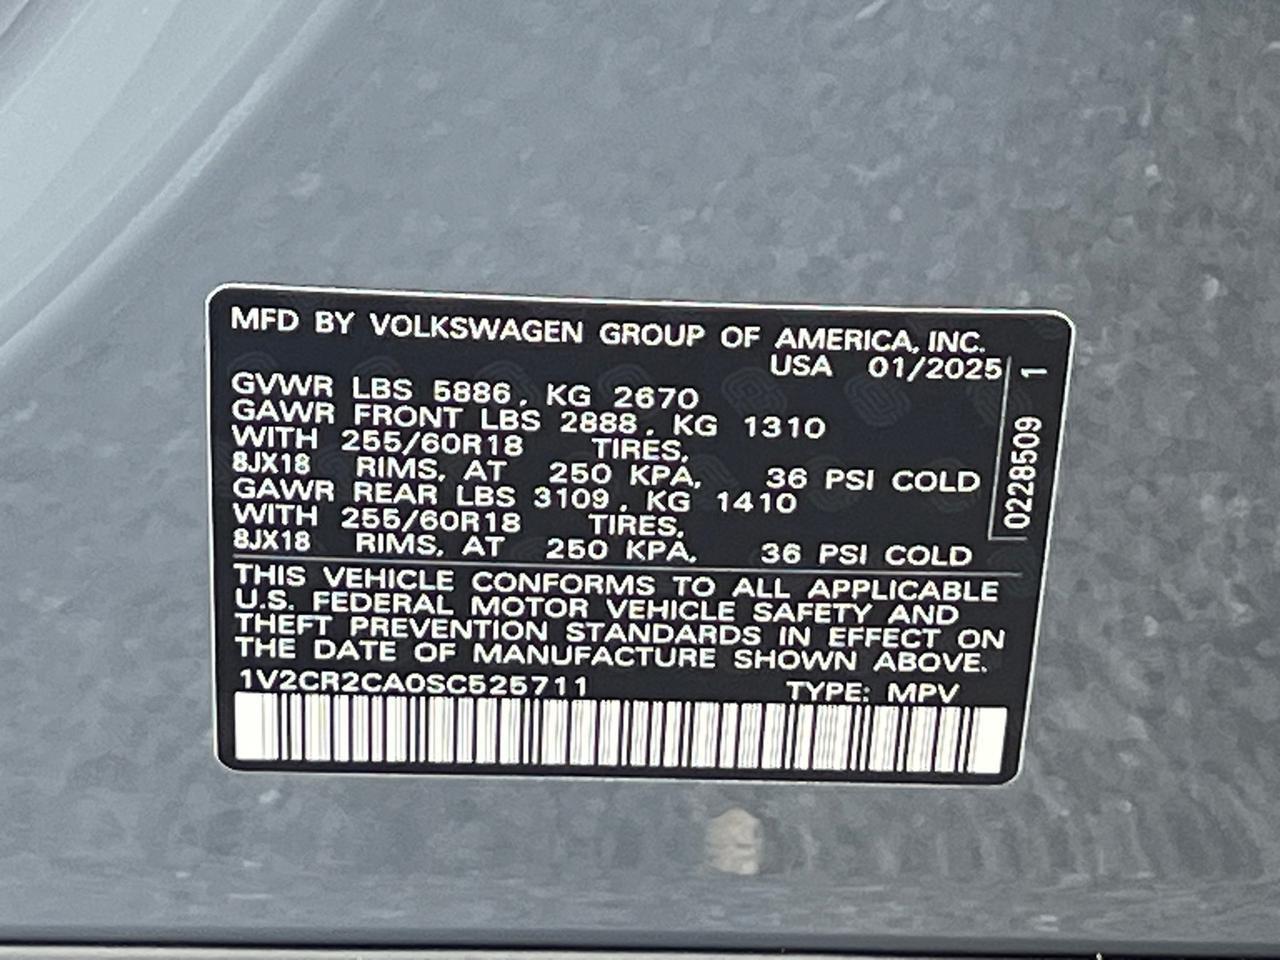 MFD BY VOLKSWAGEN GROUP OF AMERICA, INC.
USA 01/2025
GVWR LBS 5886, KG 2670
GAWR FRONT LBS 2888, KG 1310
WITH 255/60R18 TIRES,
8JX18 RIMS, AT 250 KPA, 36 PSI COLD
GAWR REAR LBS 3109, KG 1410
WITH 255/60R18 TIRES,
8JX18 RIMS, AT 250 KPA, 36 PSI COLD
0228509 1
THIS VEHICLE CONFORMS TO ALL APPLICABLE
U.S. FEDERAL MOTOR VEHICLE SAFETY AND
THEFT PREVENTION STANDARDS IN EFFECT ON
THE DATE OF MANUFACTURE SHOWN ABOVE.
1V2CR2CA0SC525711 TYPE: MPV